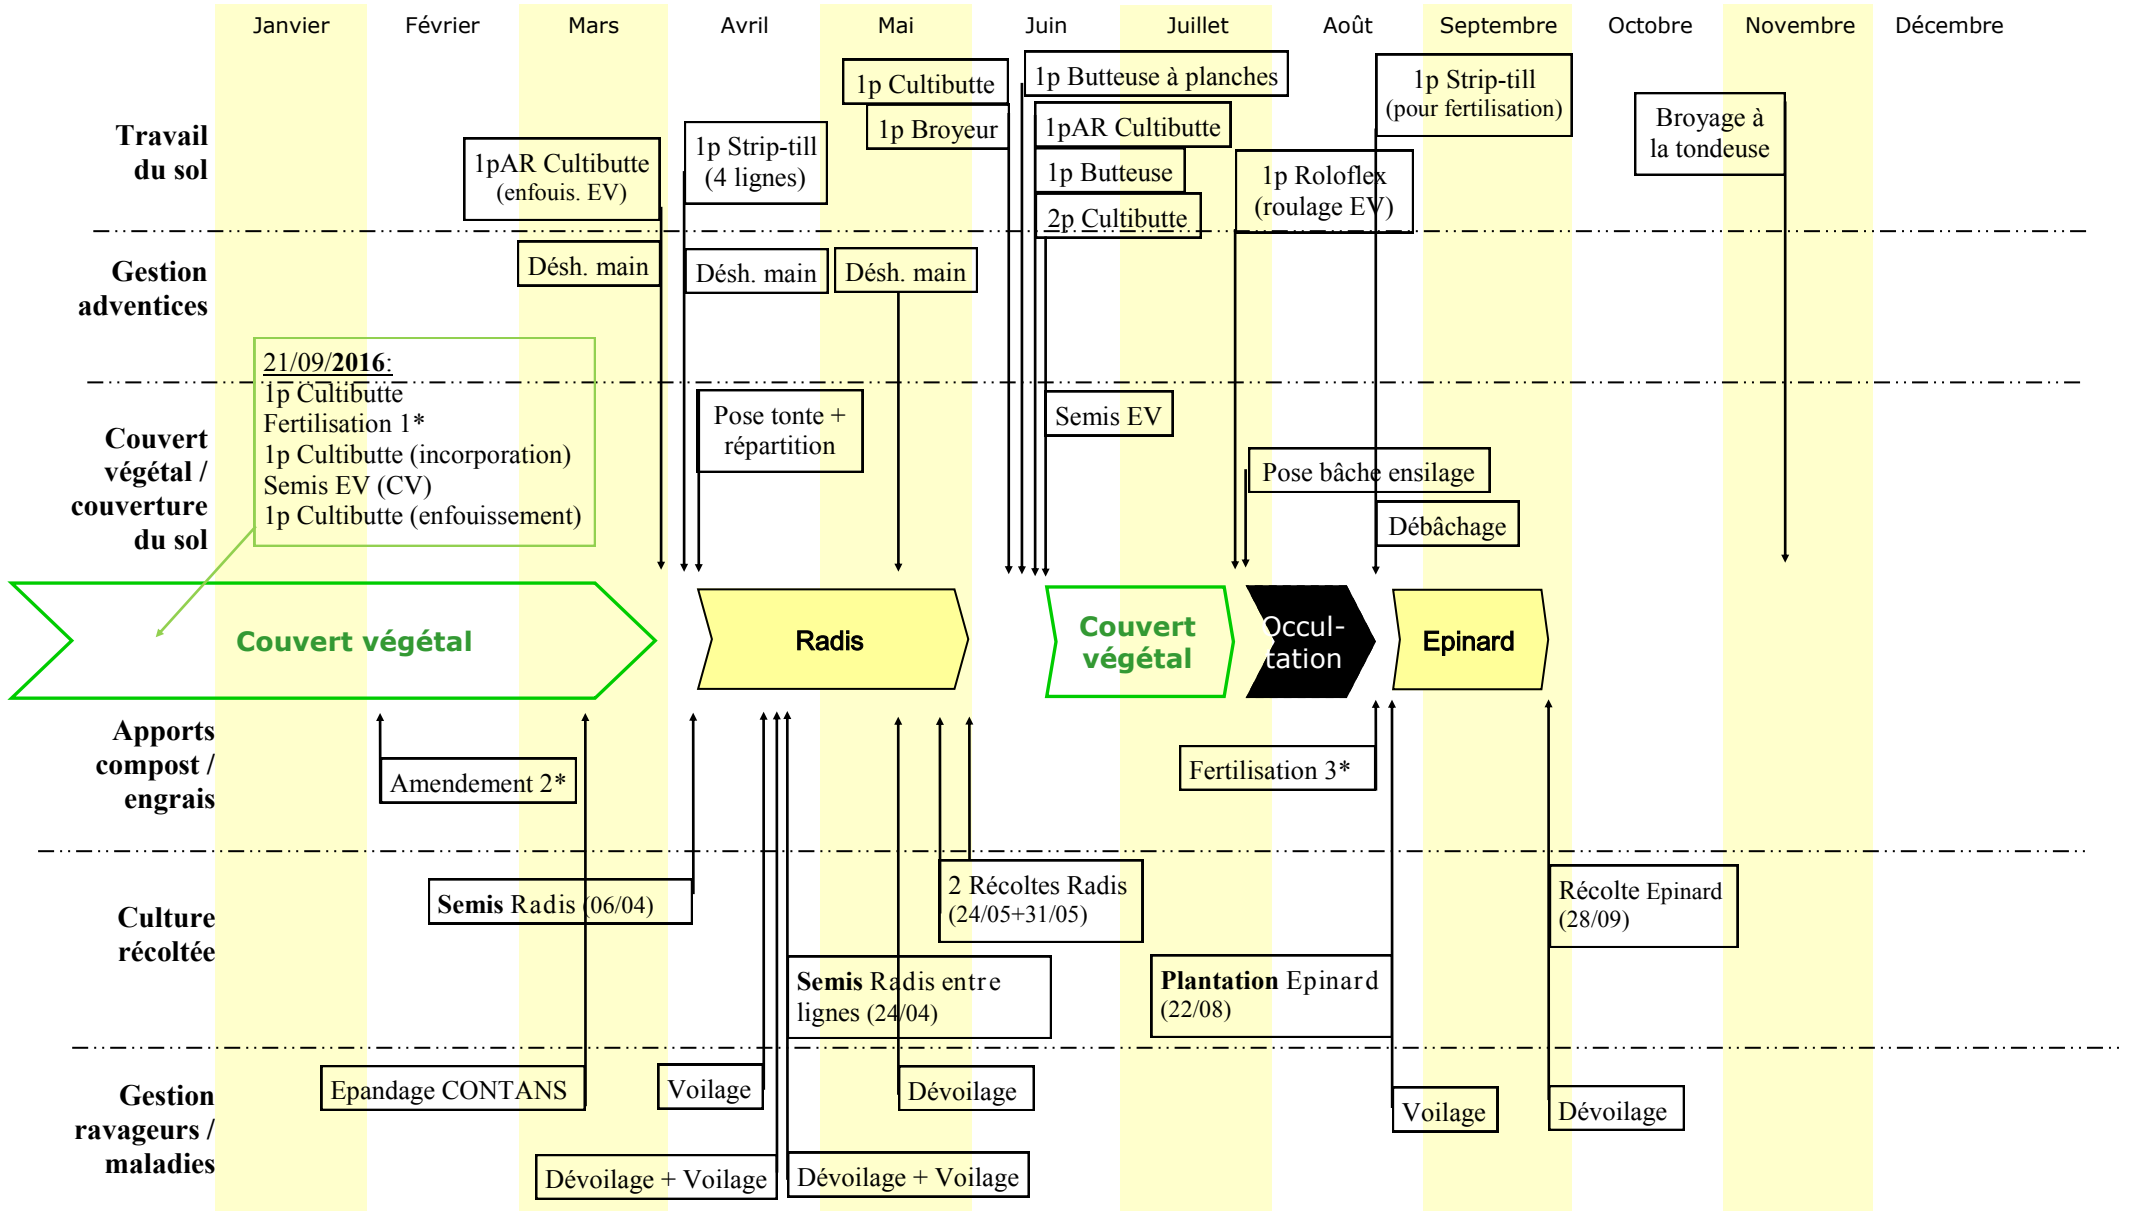 Janvier Février Mars Avril Mai Juin Juillet Août Septembre Octobre Novembre Décembre
Travail
du sol
1pAR Cultibutte
(enfouis. EV)
1p Strip-till
(4 lignes)
1p Cultibutte
1p Broyeur
1p Butteuse à planches
1pAR Cultibutte
1p Butteuse
2p Cultibutte
1p Roloflex
(roulage EV)
1p Strip-till
(pour fertilisation)
Broyage à
la tondeuse
Gestion
adventices
Désh. main
Désh. main
Désh. main
21/09/2016:
1p Cultibutte
Fertilisation 1*
1p Cultibutte (incorporation)
Semis EV (CV)
1p Cultibutte (enfouissement)
Couvert
végétal /
couverture
du sol
Pose tonte +
répartition
Semis EV
Pose bâche ensilage
Débâchage
Couvert végétal
Radis
Couvert
végétal
Occul-
tation
Epinard
Apports
compost /
engrais
Amendement 2*
Fertilisation 3*
Culture
récoltée
Semis Radis (06/04)
2 Récoltes Radis
(24/05+31/05)
Semis Radis entre
lignes (24/04)
Plantation Epinard
(22/08)
Récolte Epinard
(28/09)
Gestion
ravageurs /
maladies
Epandage CONTANS
Voilage
Dévoilage
Voilage
Dévoilage
Dévoilage + Voilage
Dévoilage + Voilage